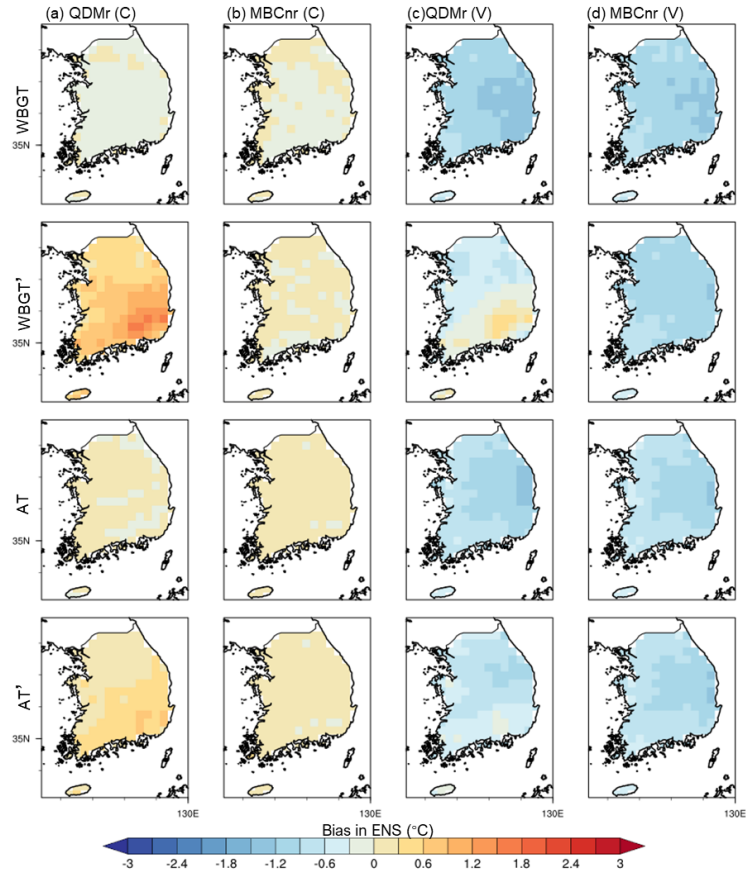 (a) QDMr (C)
(b) MBCnr (C)
(c)QDMr (V)
(d) MBCnr (V)
WBGT
35N
WBGT’
35N
AT
35N
AT’
35N
130E
130E
130E
130E
Bias in ENS (°C)
-3 -2.4 -1.8 -1.2 -0.6 0 0.6 1.2 1.8 2.4 3